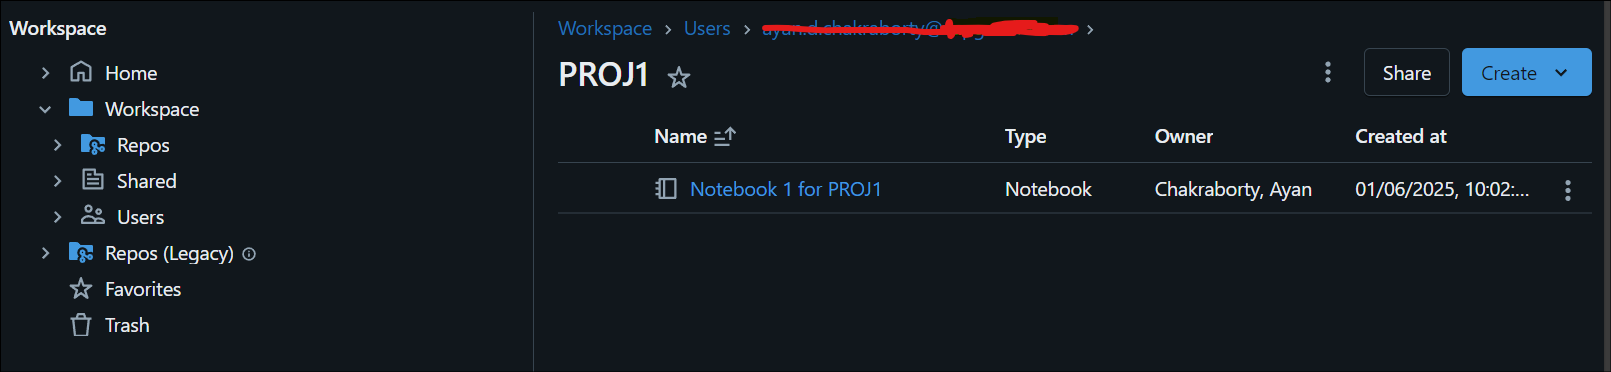 Workspace
Home
Workspace
Repos
Shared
Users
Repos (Legacy)
Favorites
Trash
Workspace > Users > >
PROJ1
Share
Create
Name Type Owner Created at
Notebook 1 for PROJ1 Notebook Chakraborty, Ayan 01/06/2025, 10:02:...